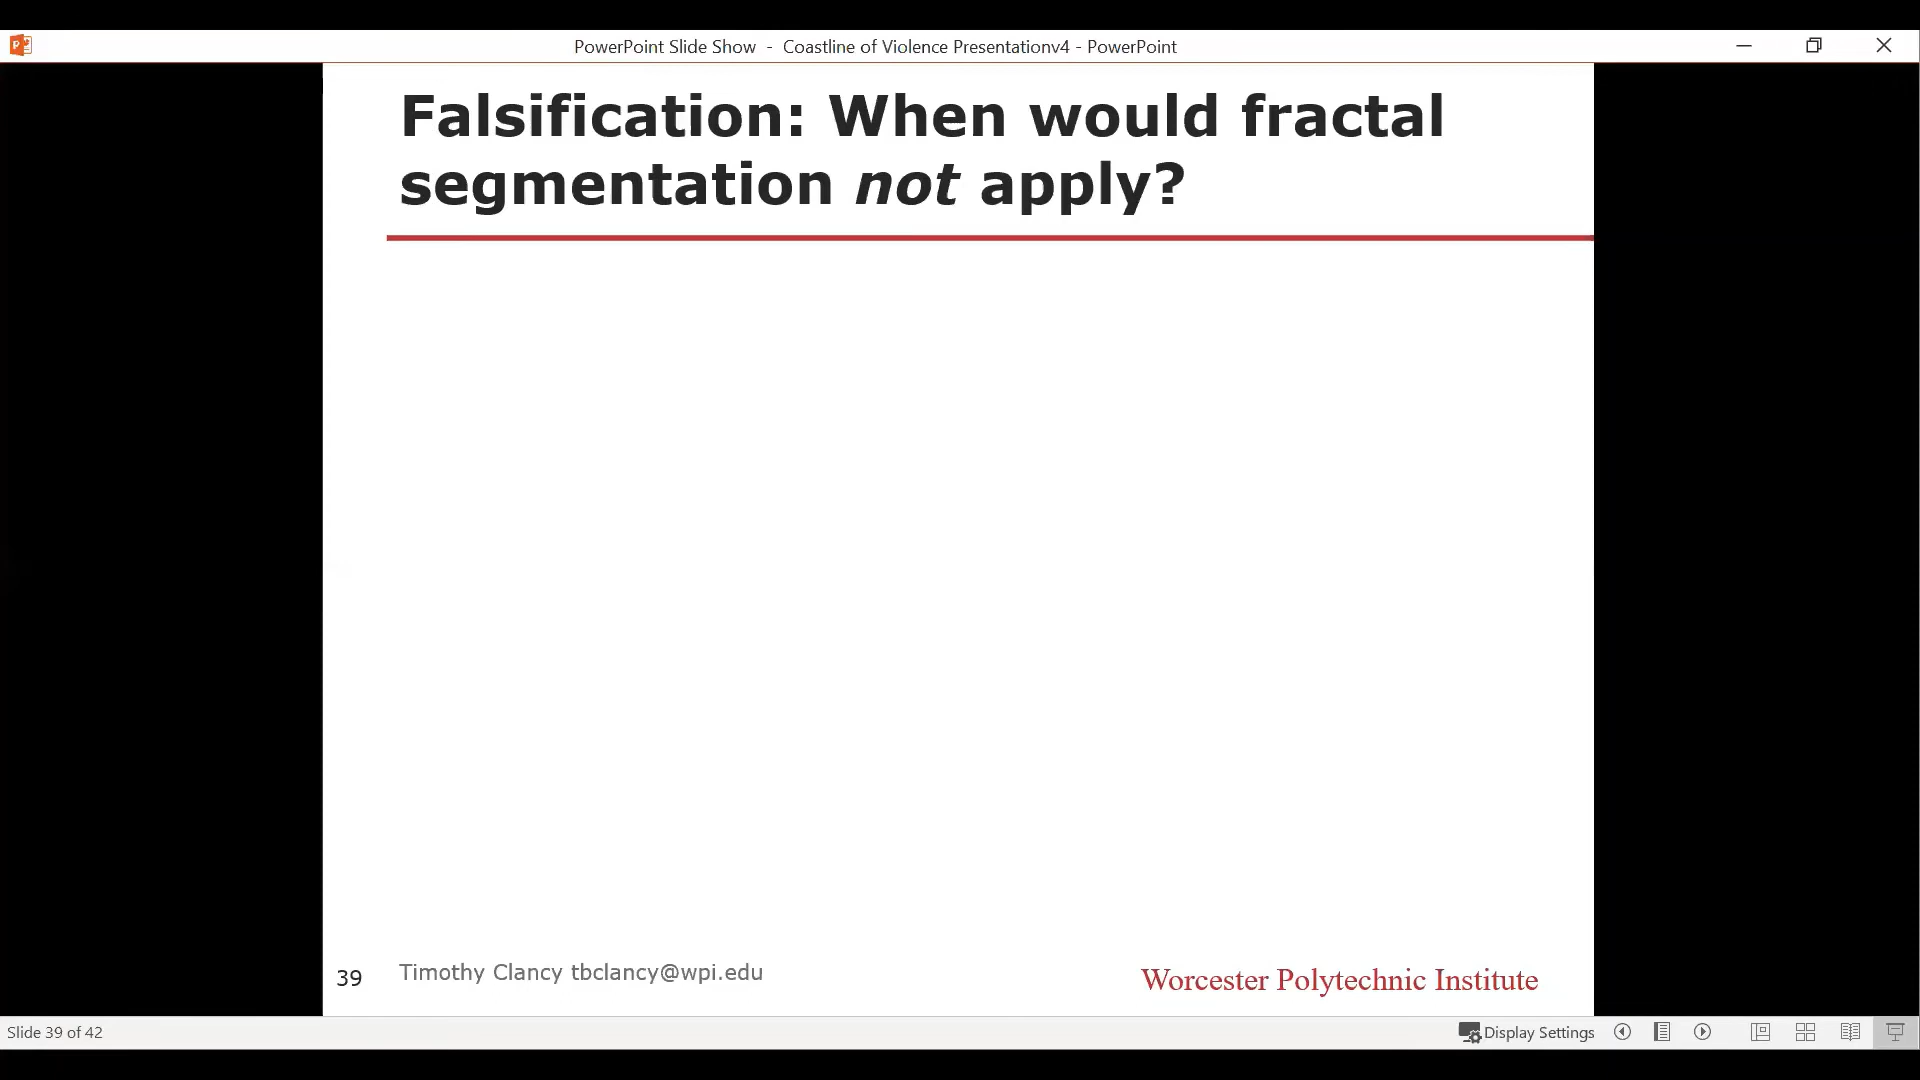 PowerPoint Slide Show - Coastline of Violence Presentationv4 - PowerPoint
Falsification: When would fractal
segmentation not apply?
39
Timothy Clancy tbclancy@wpi.edu
Worcester Polytechnic Institute
Slide 39 of 42
Display Settings